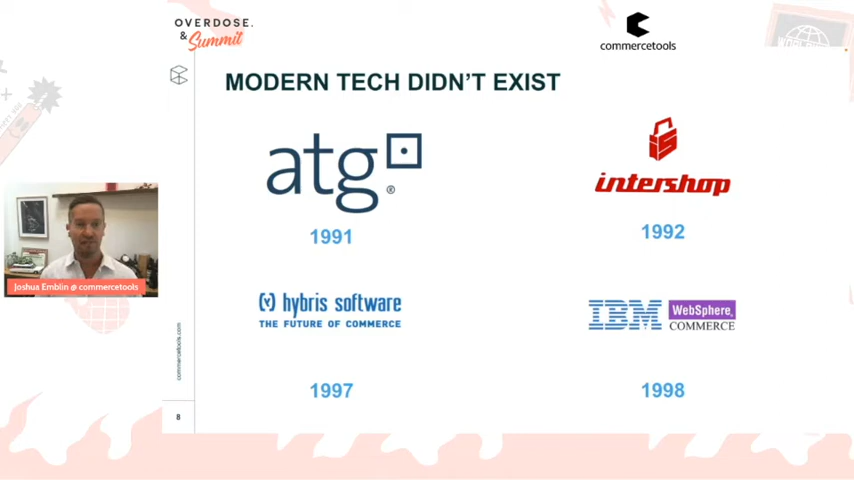 OVERDOSE.
& Summit
commercetools
MODERN TECH DIDN'T EXIST
atg
®
1991
intershop
1992
(y) hybris software
THE FUTURE OF COMMERCE
1997
IBM WebSphere.
COMMERCE
1998
Joshua Emblin @ commercetools
commercetools.com
8